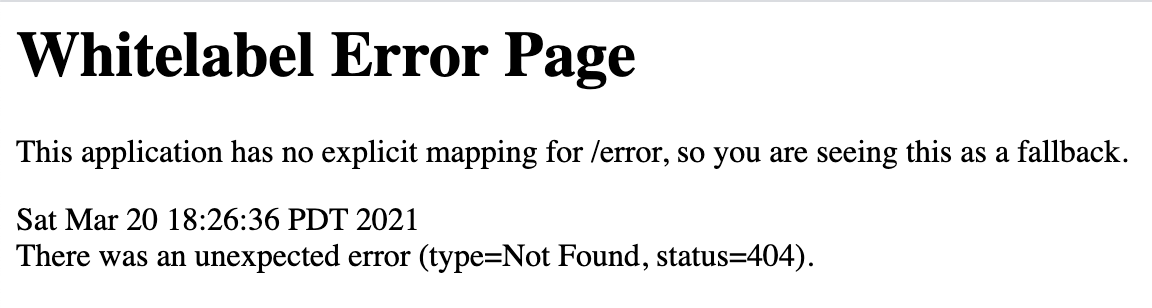 Whitelabel Error Page
This application has no explicit mapping for /error, so you are seeing this as a fallback.
Sat Mar 20 18:26:36 PDT 2021
There was an unexpected error (type=Not Found, status=404).